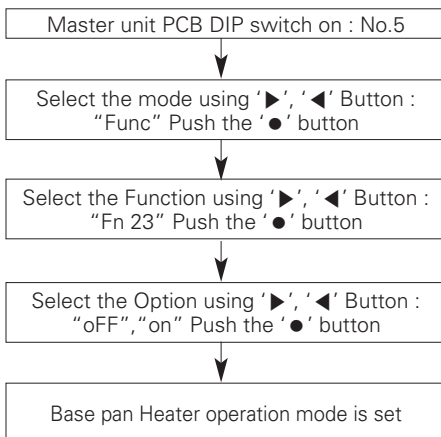 Master unit PCB DIP switch on : No.5
Select the mode using ‘▶’, ‘◀’ Button :
“Func” Push the ‘●’ button
Select the Function using ‘▶’, ‘◀’ Button :
“Fn 23” Push the ‘●’ button
Select the Option using ‘▶’, ‘◀’ Button :
“oFF”,“on” Push the ‘●’ button
Base pan Heater operation mode is set